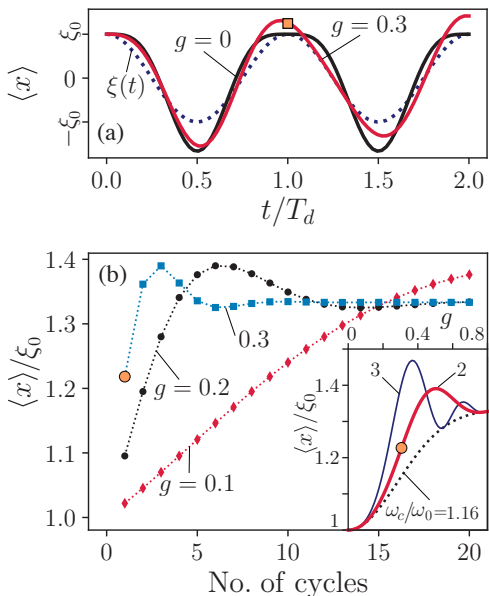 ξ₀
0
−ξ₀
⟨x⟩
g = 0
g = 0.3
ξ(t)
(a)
0.0
0.5
1.0
1.5
2.0
t/T_d
(b)
1.4
1.3
1.2
1.1
1.0
⟨x⟩/ξ₀
0.3
g = 0.2
g = 0.1
0
0.4
g
0.8
3
2
1.4
1.2
1
⟨x⟩/ξ₀
ω_c/ω₀=1.16
0
5
10
15
20
No. of cycles